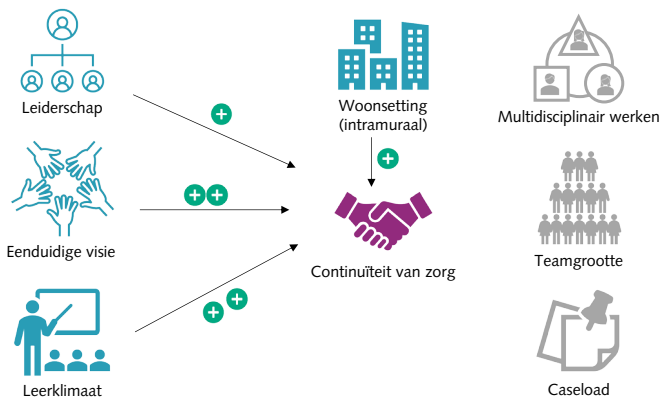 Leiderschap
Woonsetting
(intramuraal)
Multidisciplinair werken
Eenduidige visie
Continuïteit van zorg
Teamgrootte
Leerklimaat
Caseload